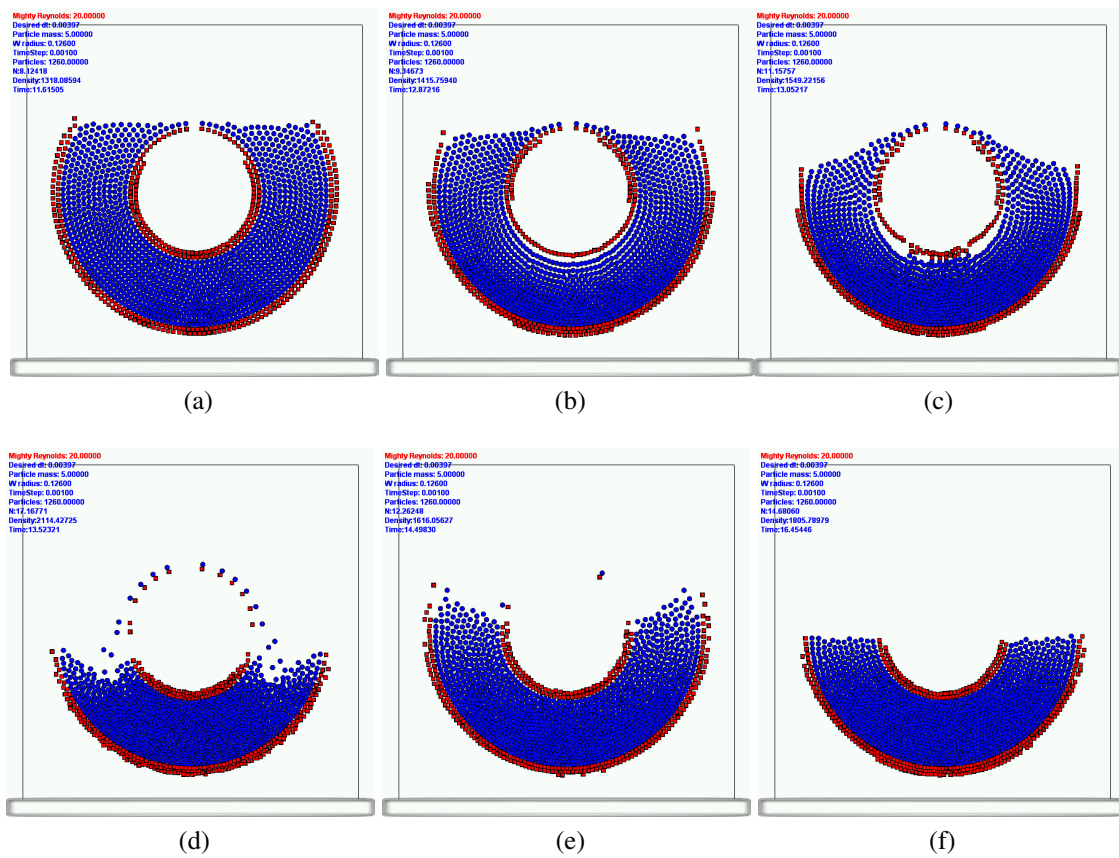 Mighty Reynolds: 20.00000
Desired dt: 0.00397
Particle mass: 5.00000
W radius: 0.12600
TimeStep: 0.00100
Particles: 1260.00000
N:8.12418
Density:1318.08594
Time:11.61505
(a)
Mighty Reynolds: 20.00000
Desired dt: 0.00397
Particle mass: 5.00000
W radius: 0.12600
TimeStep: 0.00100
Particles: 1260.00000
N:9.34673
Density:1415.75940
Time:12.87216
(b)
Mighty Reynolds: 20.00000
Desired dt: 0.00397
Particle mass: 5.00000
W radius: 0.12600
TimeStep: 0.00100
Particles: 1260.00000
N:11.15757
Density:1549.22156
Time:13.05217
(c)
Mighty Reynolds: 20.00000
Desired dt: 0.00397
Particle mass: 5.00000
W radius: 0.12600
TimeStep: 0.00100
Particles: 1260.00000
N:17.16771
Density:2114.42725
Time:13.52321
(d)
Mighty Reynolds: 20.00000
Desired dt: 0.00397
Particle mass: 5.00000
W radius: 0.12600
TimeStep: 0.00100
Particles: 1260.00000
N:12.26248
Density:1616.05627
Time:14.49830
(e)
Mighty Reynolds: 20.00000
Desired dt: 0.00397
Particle mass: 5.00000
W radius: 0.12600
TimeStep: 0.00100
Particles: 1260.00000
N:14.68060
Density:1805.78979
Time:16.45446
(f)